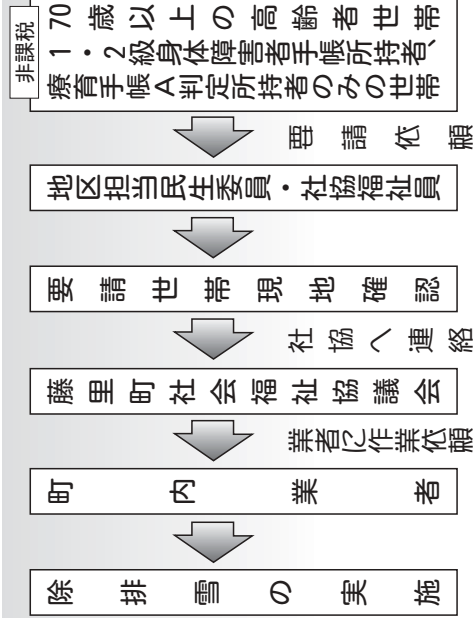 非課税
70歳以上の高齢者世帯
1・2級身体障害者手帳所持者、
療育手帳A判定所持者のみの世帯
要請依頼
地区担当民生委員・社協福祉員
要請世帯現地確認
社協へ連絡
藤里町社会福祉協議会
業者に作業依頼
町内業者
除排雪の実施